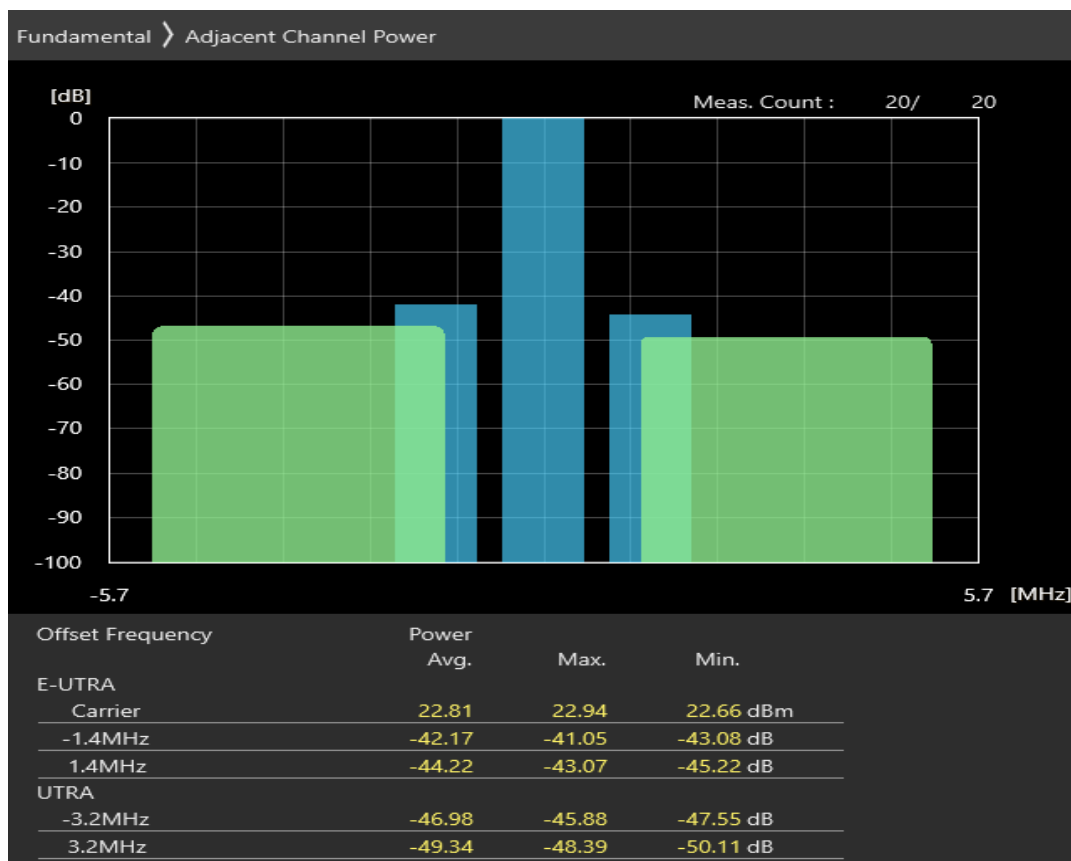 Fundamental 〉 Adjacent Channel Power
[dB]
Meas. Count : 20/ 20
0
-10
-20
-30
-40
-50
-60
-70
-80
-90
-100
-5.7 5.7 [MHz]
Offset Frequency Power
Avg. Max. Min.
E-UTRA
Carrier 22.81 22.94 22.66 dBm
-1.4MHz -42.17 -41.05 -43.08 dB
1.4MHz -44.22 -43.07 -45.22 dB
UTRA
-3.2MHz -46.98 -45.88 -47.55 dB
3.2MHz -49.34 -48.39 -50.11 dB